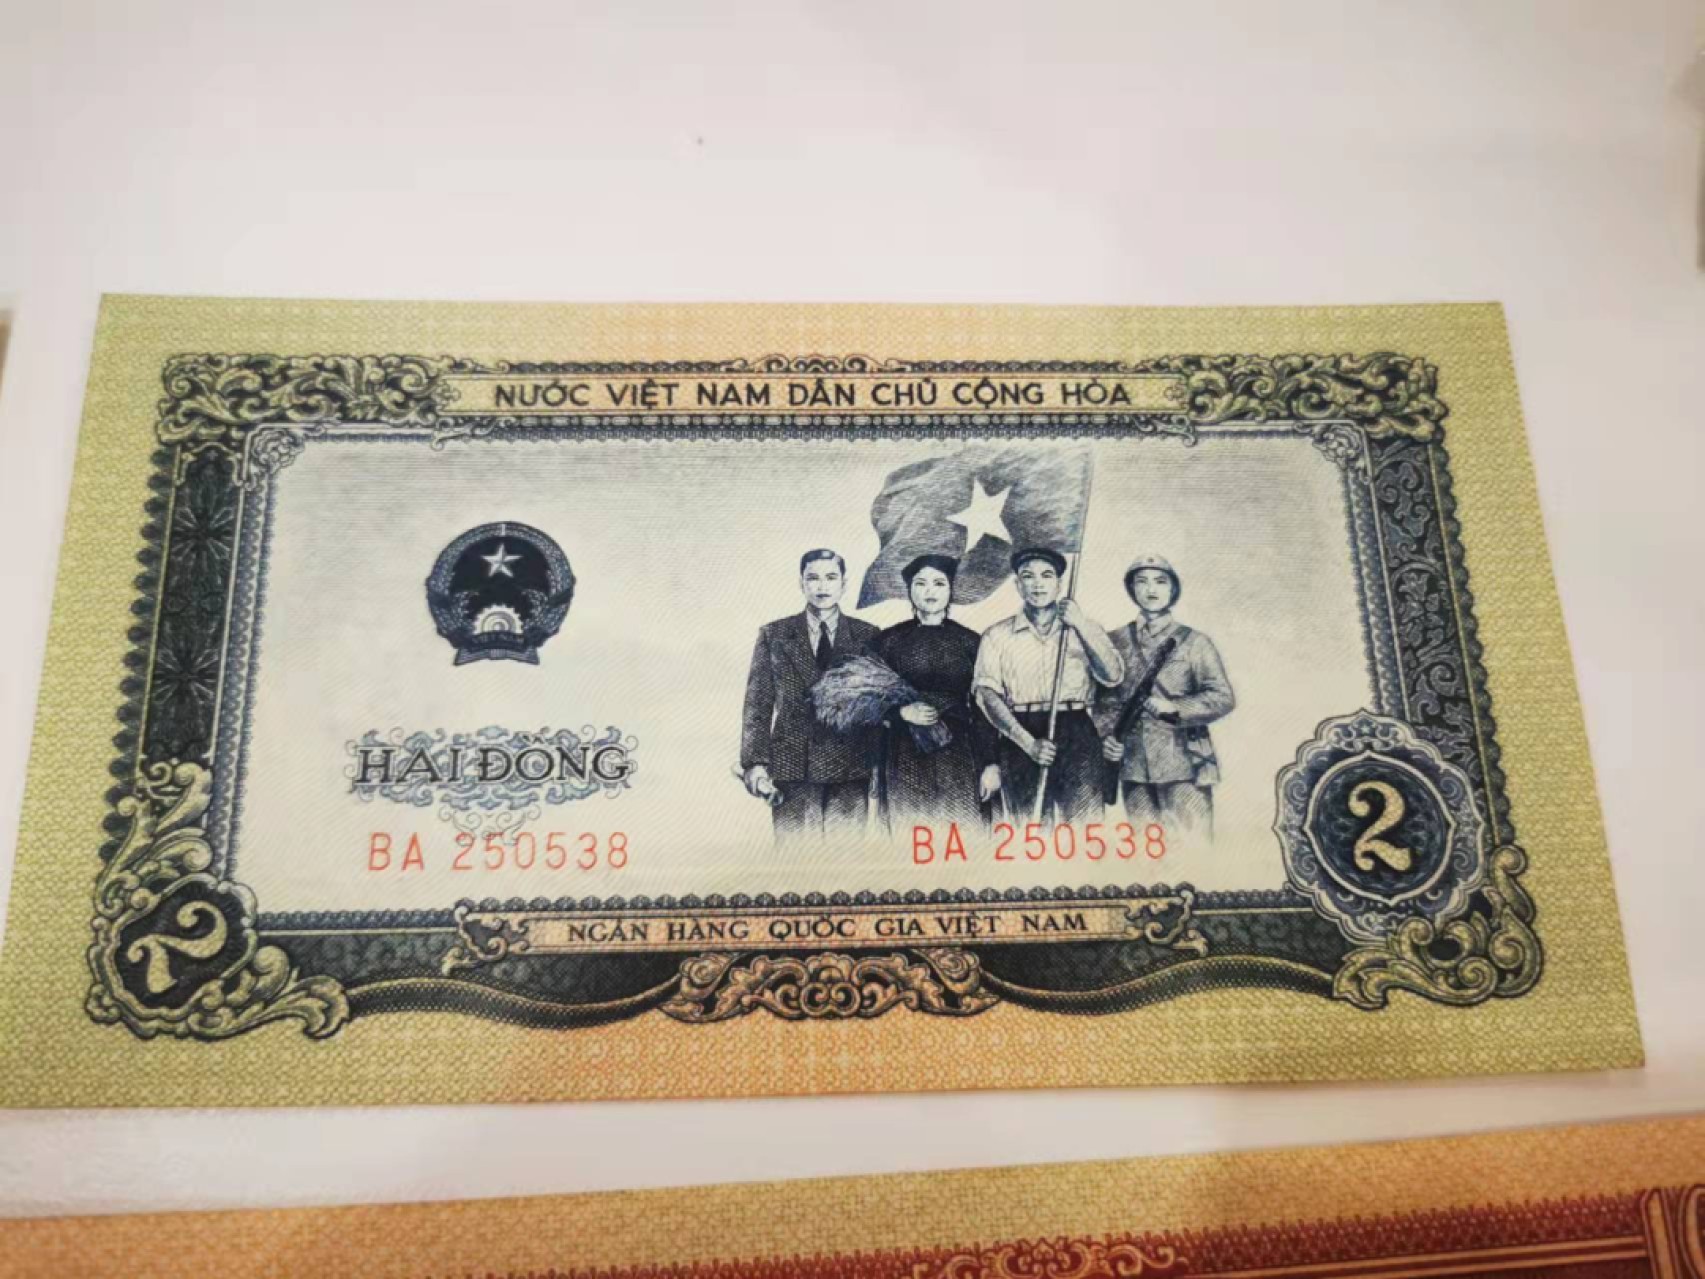 NƯỚC VIỆT NAM DÂN CHỦ CỘNG HÒA
HAI ĐỒNG
BA 250538
BA 250538
2
2
NGÂN HÀNG QUỐC GIA VIỆT NAM